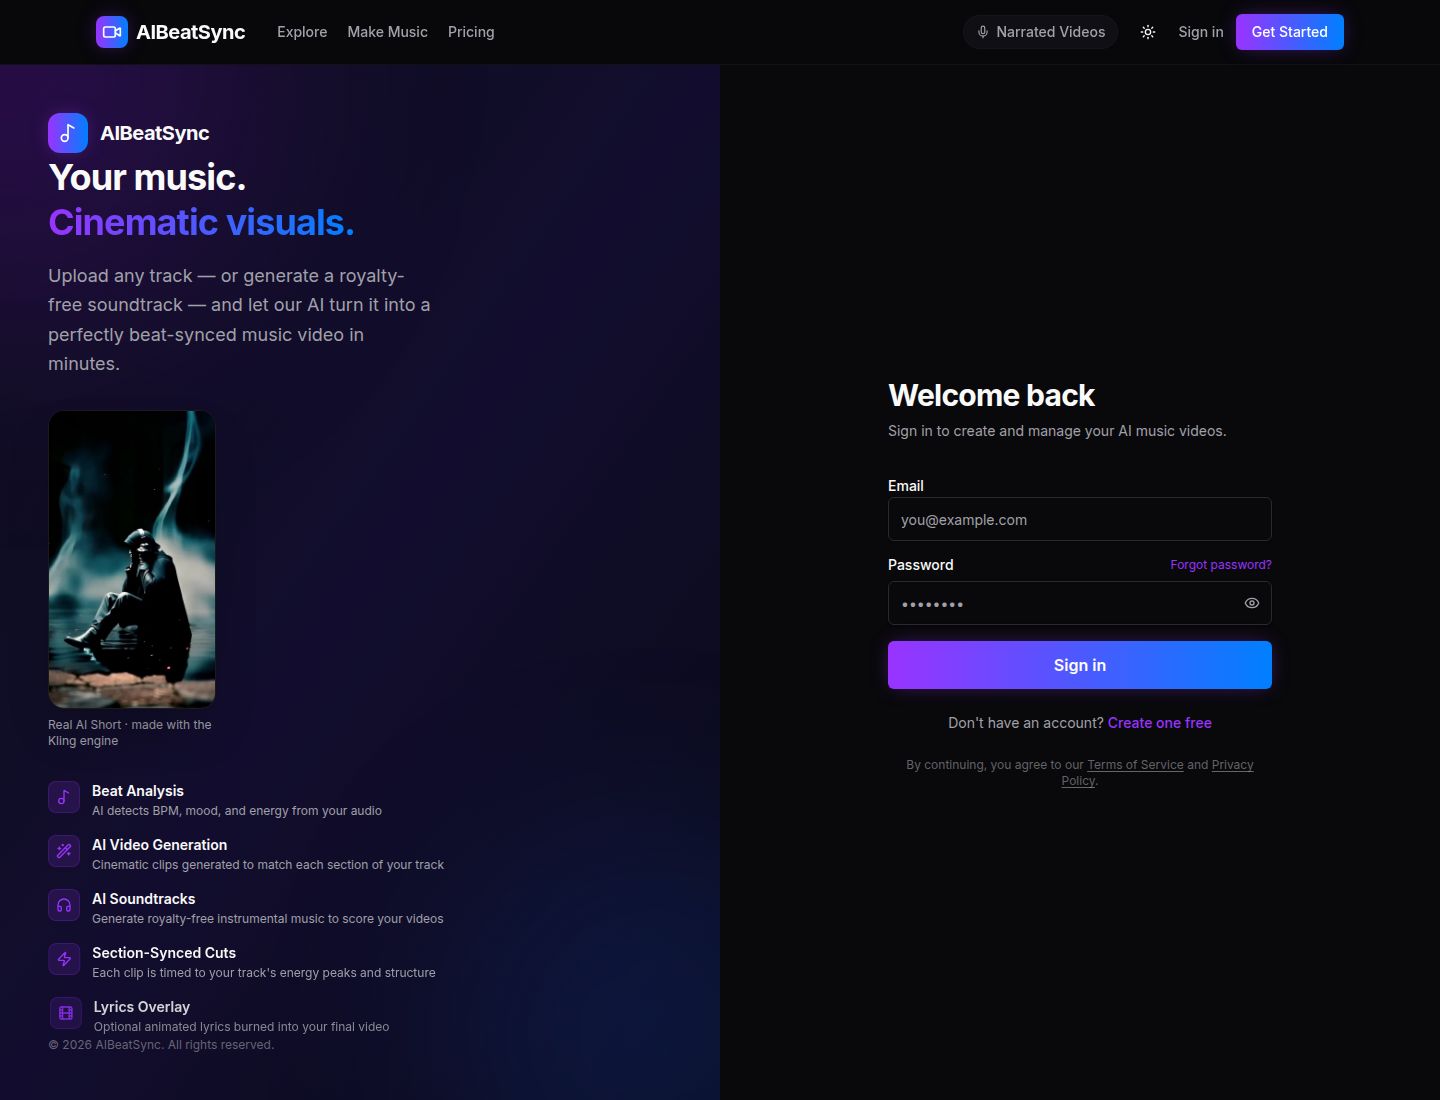 AIBeatSync
Explore
Make Music
Pricing
Narrated Videos
Sign in
Get Started
AIBeatSync
Your music.
Cinematic visuals.
Upload any track — or generate a royalty-
free soundtrack — and let our AI turn it into a
perfectly beat-synced music video in
minutes.
Real AI Short · made with the
Kling engine
Beat Analysis
AI detects BPM, mood, and energy from your audio
AI Video Generation
Cinematic clips generated to match each section of your track
AI Soundtracks
Generate royalty-free instrumental music to score your videos
Section-Synced Cuts
Each clip is timed to your track's energy peaks and structure
Lyrics Overlay
Optional animated lyrics burned into your final video
© 2026 AIBeatSync. All rights reserved.
Welcome back
Sign in to create and manage your AI music videos.
Email
you@example.com
Password
Forgot password?
••••••••
Sign in
Don't have an account? Create one free
By continuing, you agree to our Terms of Service and Privacy
Policy.